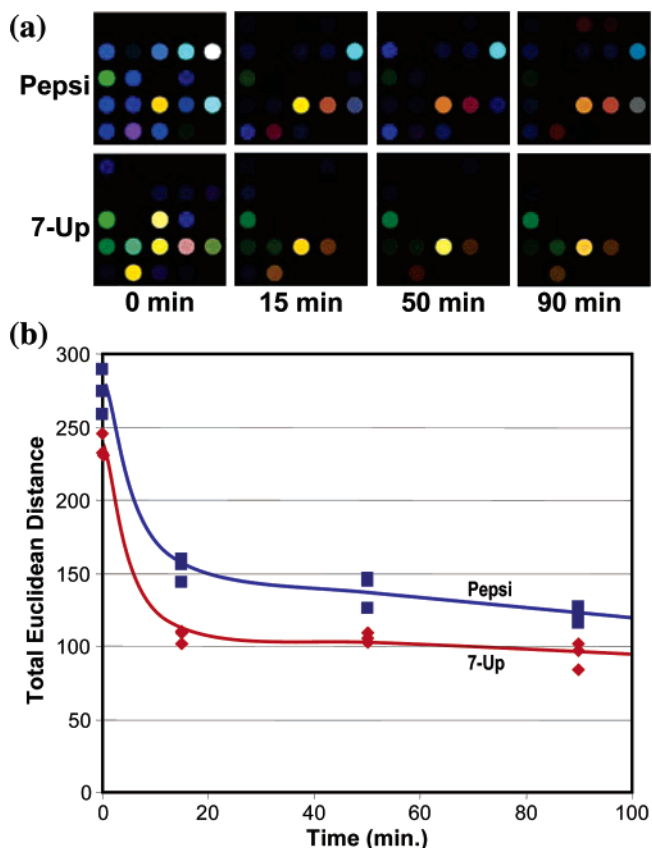 (a)
Pepsi
7-Up
0 min 15 min 50 min 90 min
(b)
300
250
200
150
100
50
0
Total Euclidean Distance
Pepsi
7-Up
0 20 40 60 80 100
Time (min.)